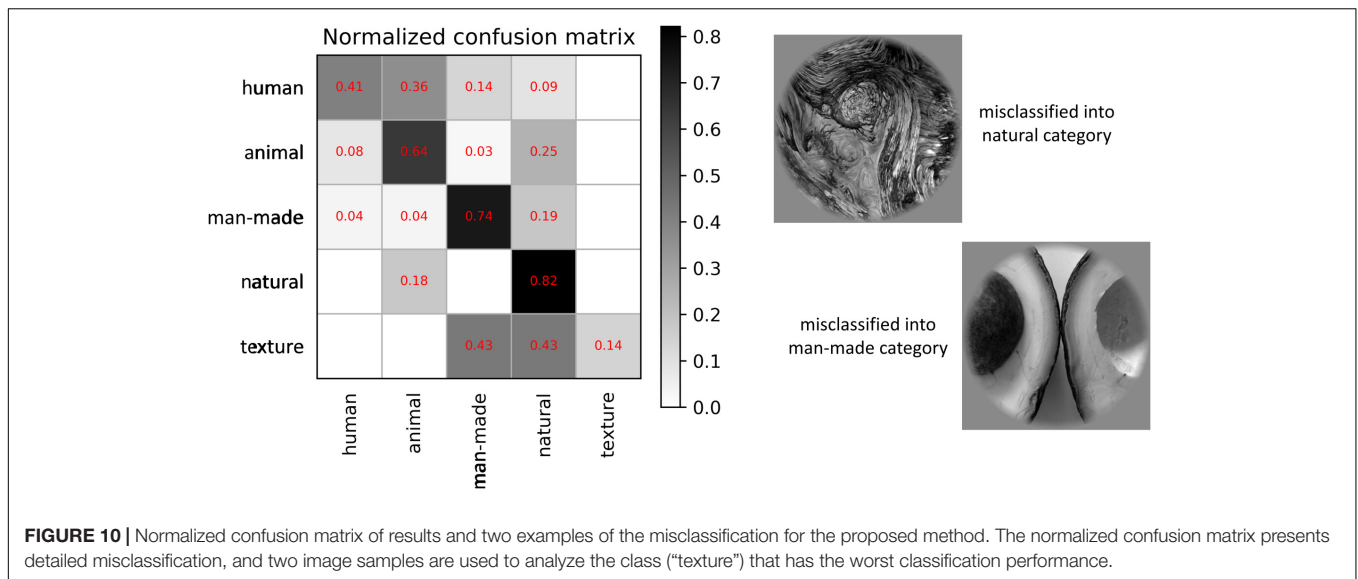 Normalized confusion matrix
human 0.41 0.36 0.14 0.09
animal 0.08 0.64 0.03 0.25
man-made 0.04 0.04 0.74 0.19
natural 0.18 0.82
texture 0.43 0.43 0.14
human animal man-made natural texture
0.8
0.7
0.6
0.5
0.4
0.3
0.2
0.1
0.0
misclassified into
natural category
misclassified into
man-made category
FIGURE 10 | Normalized confusion matrix of results and two examples of the misclassification for the proposed method. The normalized confusion matrix presents
detailed misclassification, and two image samples are used to analyze the class (“texture”) that has the worst classification performance.